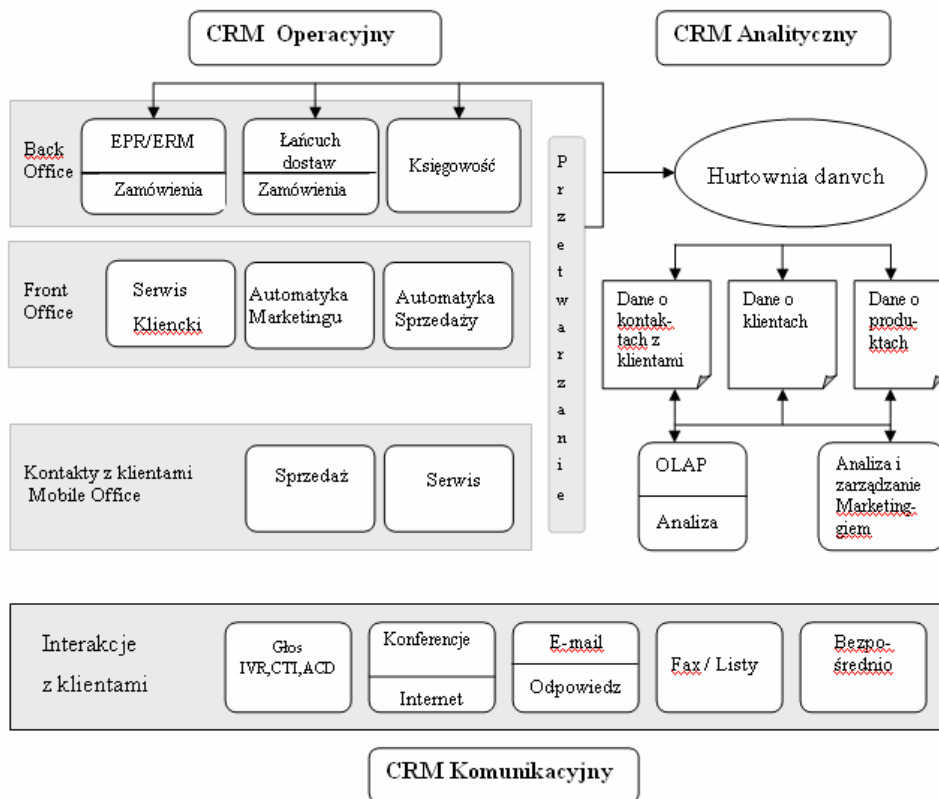 CRM Operacyjny
CRM Analityczny
Back
Office
EPR/ERM
Zamówienia
Łańcuch
dostaw
Zamówienia
Księgowość
Przetwarzanie
Hurtownia danych
Front
Office
Serwis
Kliencki
Automatyka
Marketingu
Automatyka
Sprzedaży
Dane o
kontak-
tach z
klientami
Dane o
klientach
Dane o
produ-
ktach
Kontakty z klientami
Mobile Office
Sprzedaż
Serwis
OLAP
Analiza
Analiza i
zarządzanie
Marketing-
giem
Interakcje
z klientami
Głos
IVR,CTI,ACD
Konferencje
Internet
E-mail
Odpowiedz
Fax / Listy
Bezpo-
średnio
CRM Komunikacyjny